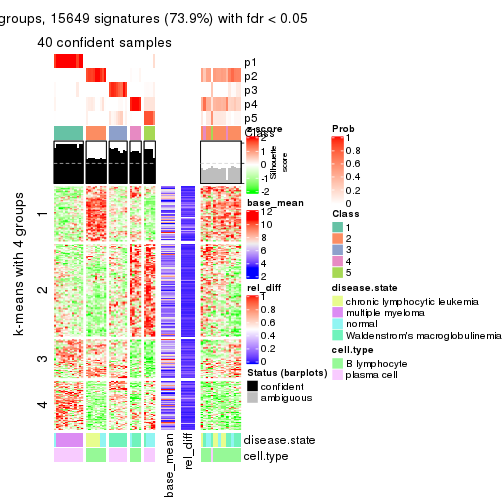 groups, 15649 signatures (73.9%) with fdr < 0.05
40 confident samples
p1
p2
p3
p4
p5
Class
Silhouette score
k-means with 4 groups
1
2
3
4
base_mean
rel_diff
disease.state
cell.type
z-score
2
1
0
-1
-2
base_mean
12
10
8
6
4
2
rel_diff
1
0.8
0.6
0.4
0.2
0
Status (barplots)
confident
ambiguous
Prob
1
0.8
0.6
0.4
0.2
0
Class
1
2
3
4
5
disease.state
chronic lymphocytic leukemia
multiple myeloma
normal
Waldenstrom's macroglobulinemia
cell.type
B lymphocyte
plasma cell